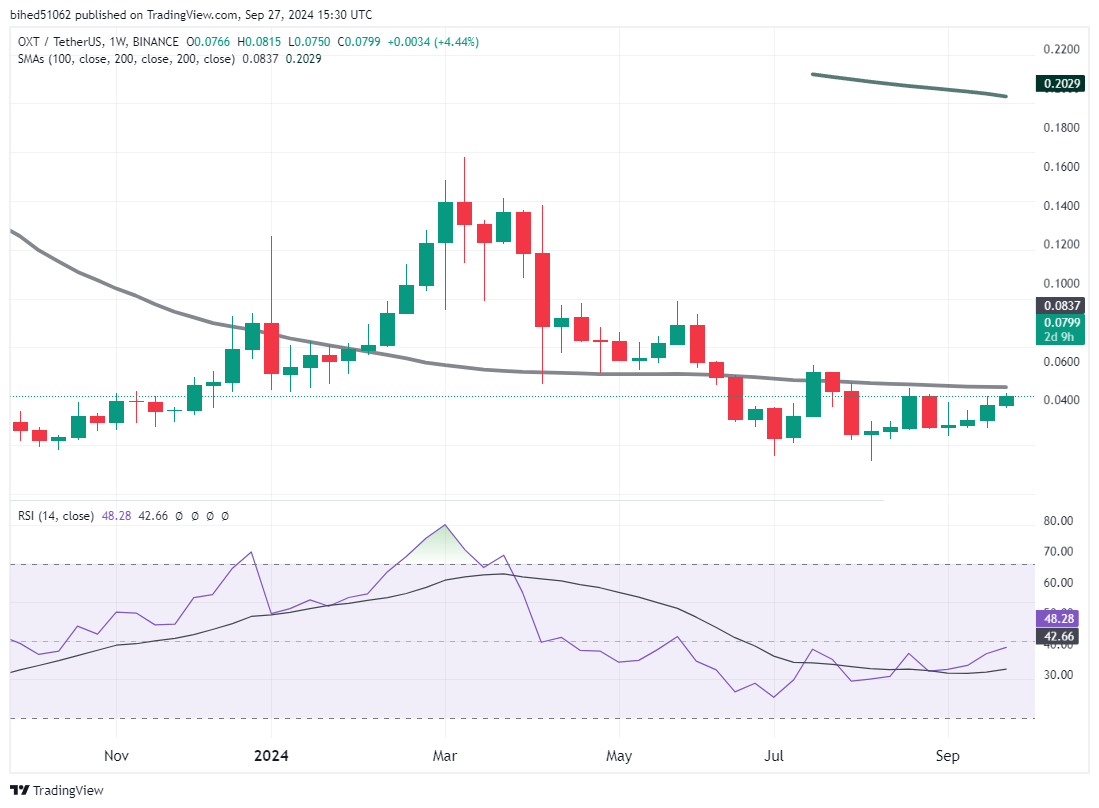 bihed51062 published on TradingView.com, Sep 27, 2024 15:30 UTC
OXT / TetherUS, 1W, BINANCE O0.0766 H0.0815 L0.0750 C0.0799 +0.0034 (+4.44%)
SMAs (100, close, 200, close, 200, close) 0.0837 0.2029
0.2200
0.2029
0.1800
0.1600
0.1400
0.1200
0.1000
0.0837
0.0799
2d 9h
0.0600
0.0400
RSI (14, close) 48.28 42.66 Ø Ø Ø Ø
80.00
70.00
60.00
48.28
42.66
30.00
Nov 2024 Mar May Jul Sep
TradingView